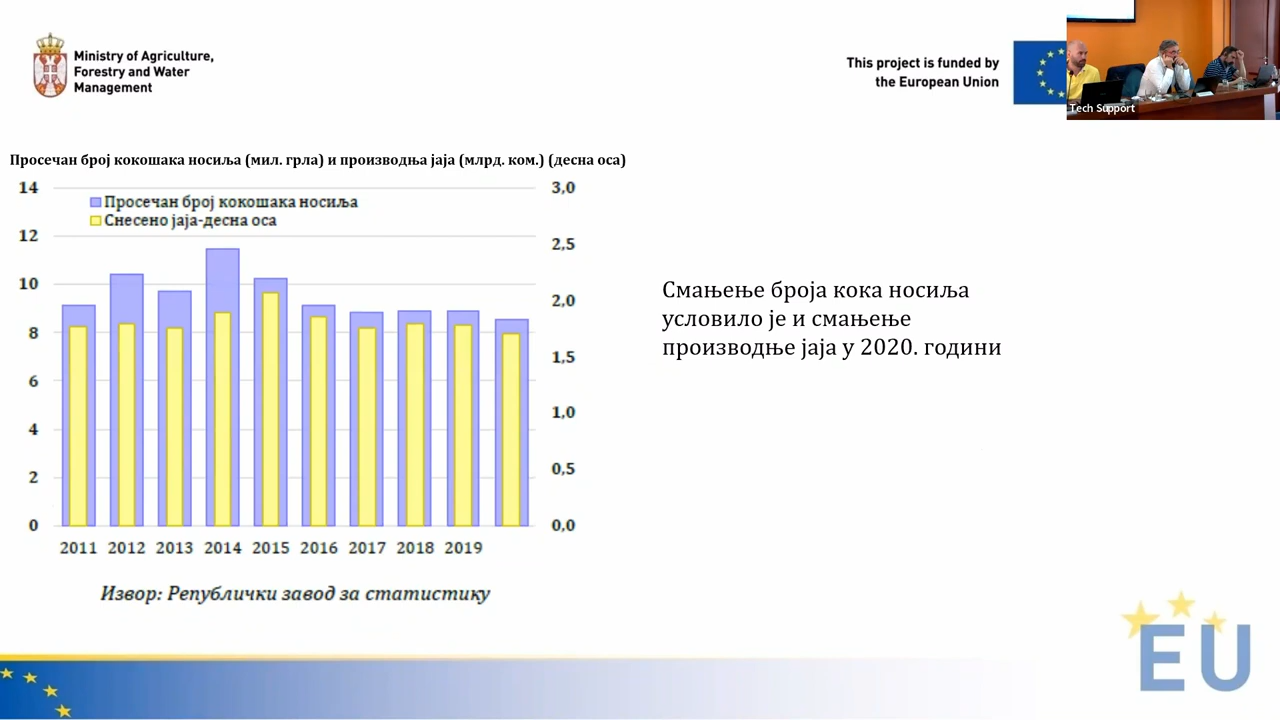 Ministry of Agriculture,
Forestry and Water
Management
This project is funded by
the European Union
Tech Support
Просечан број кокошака носиља (мил. грла) и производња јаја (млрд. ком.) (десна оса)
14
12
10
8
6
4
2
0
Просечан број кокошака носиља
Снесено јаја-десна оса
3,0
2,5
2,0
1,5
1,0
0,5
0,0
2011 2012 2013 2014 2015 2016 2017 2018 2019
Извор: Републички завод за статистику
Смањење броја кока носиља
условило је и смањење
производње јаја у 2020. години
EU